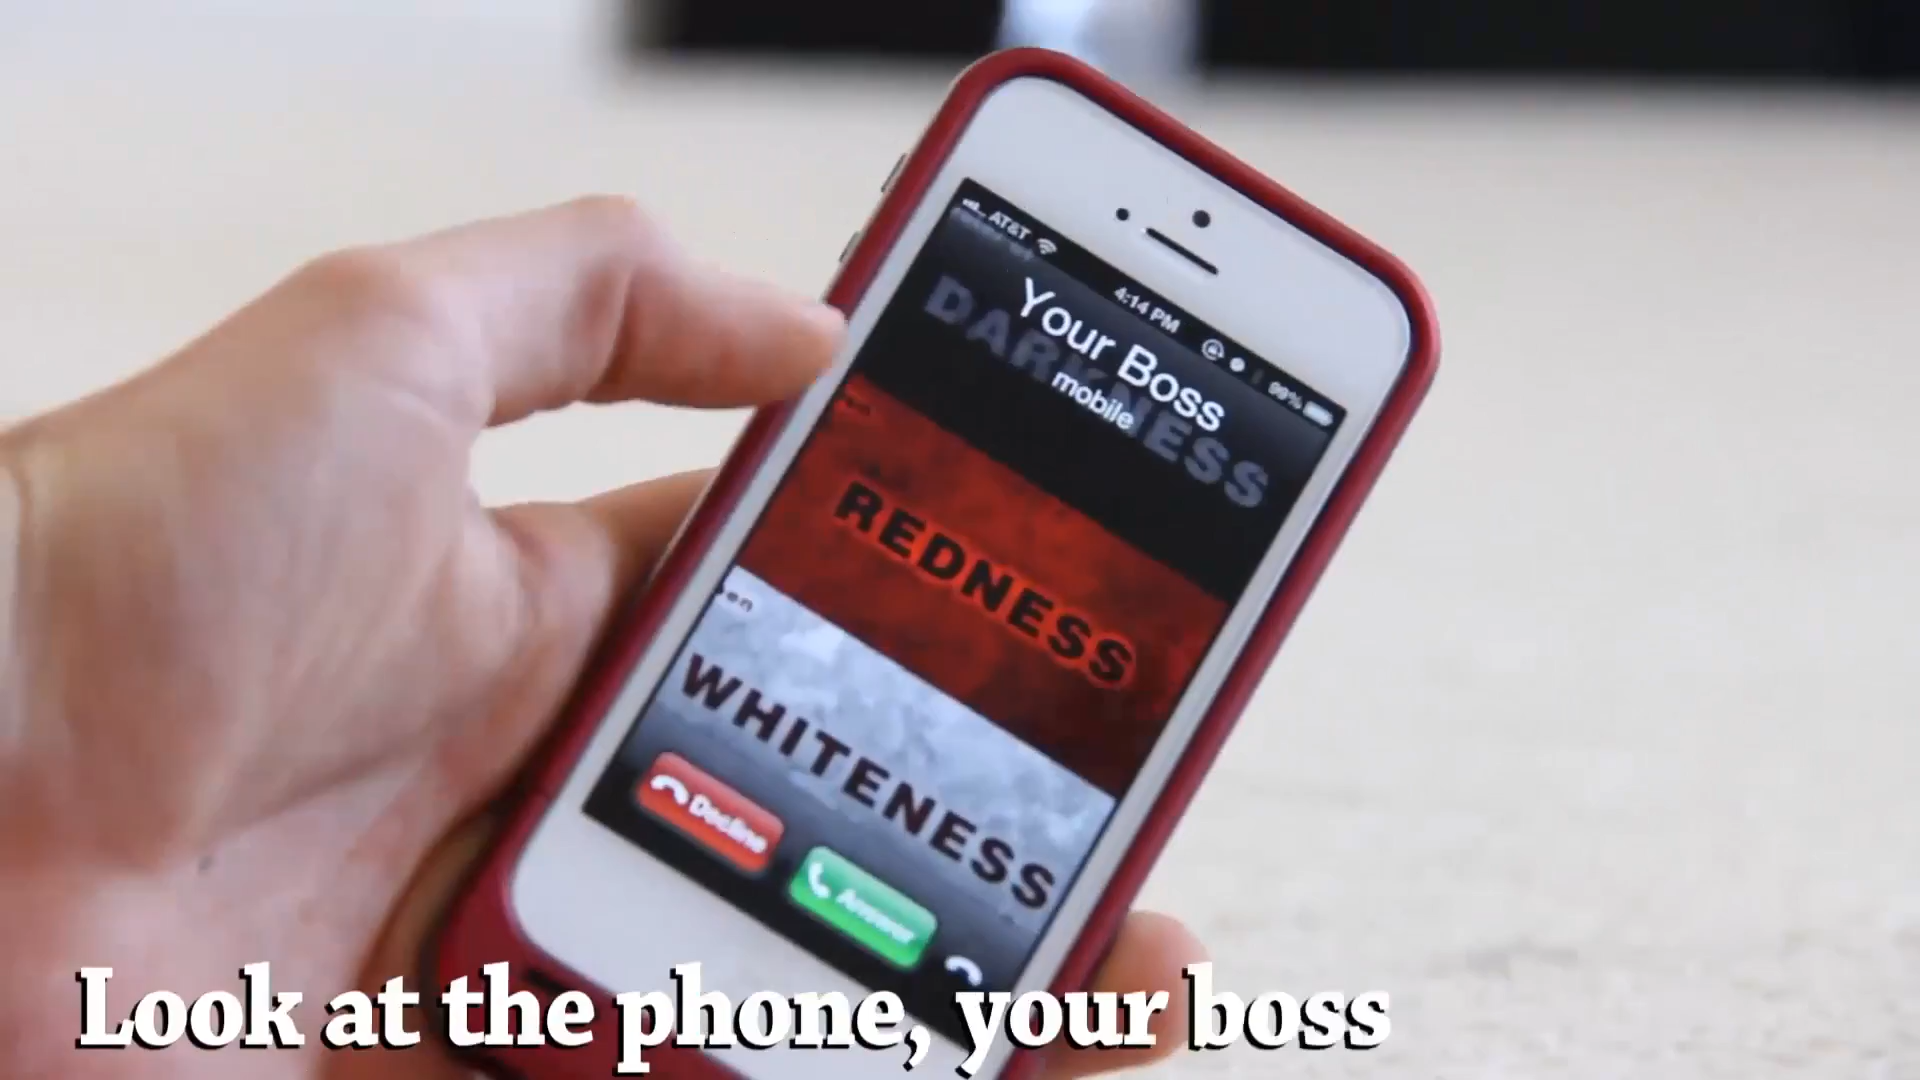 AT&T
4:14 PM
99%
Your Boss
mobile
DARKNESS
REDNESS
en
WHITENESS
Decline
Answer
Look at the phone, your boss